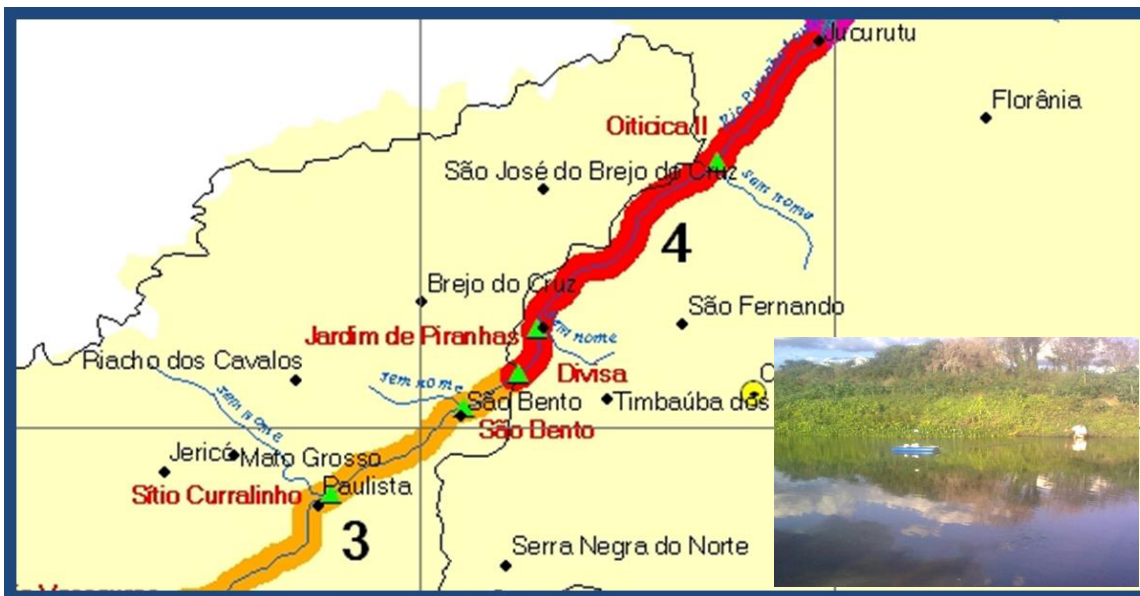 Jucurutu
Florânia
Oiticica II
São José do Brejo do Cruz
sem nome
4
Brejo do Cruz
São Fernando
Jardim de Piranhas
sem nome
Riacho dos Cavalos
Divisa
sem nome
São Bento
Timbaúba dos
sem nome
São Bento
Jericó
Mato Grosso
Sítio Curralinho
Paulista
3
Serra Negra do Norte